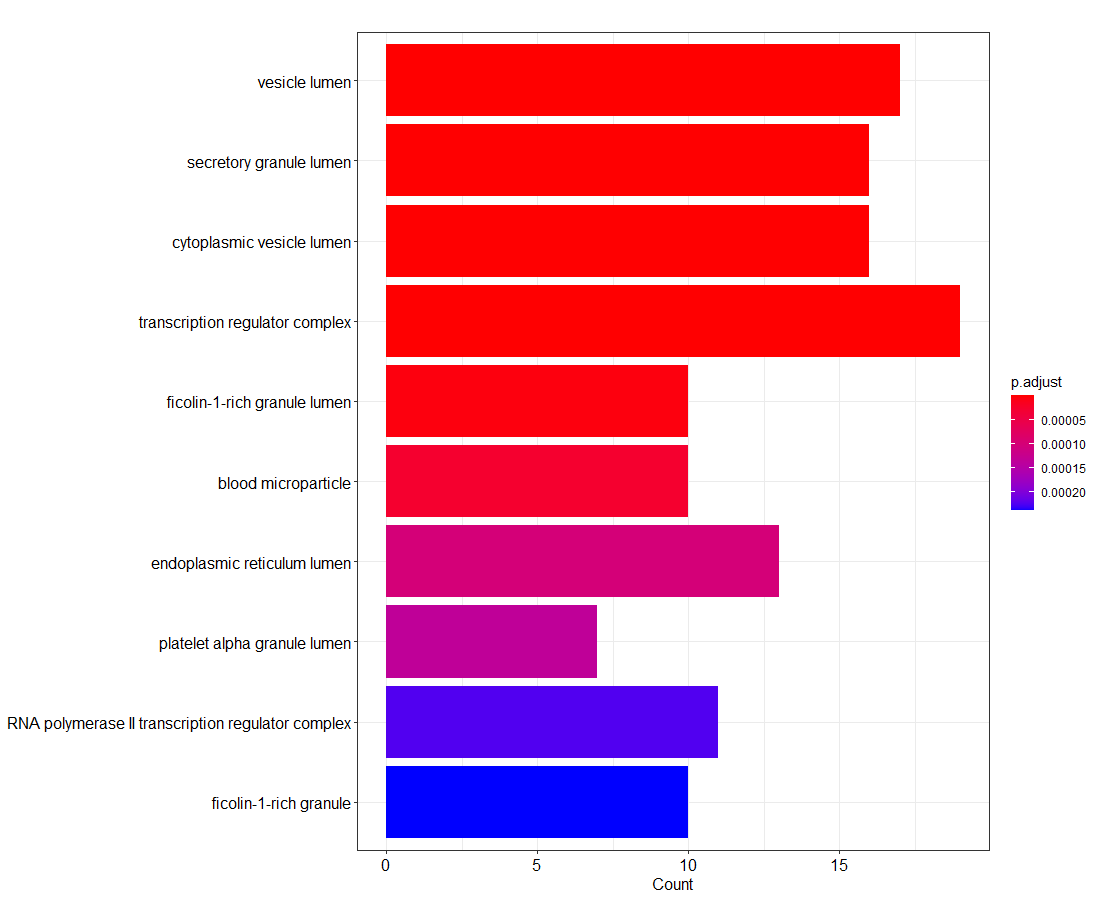 vesicle lumen
secretory granule lumen
cytoplasmic vesicle lumen
transcription regulator complex
ficolin-1-rich granule lumen
blood microparticle
endoplasmic reticulum lumen
platelet alpha granule lumen
RNA polymerase II transcription regulator complex
ficolin-1-rich granule
0 5 10 15
Count
p.adjust
0.00005
0.00010
0.00015
0.00020